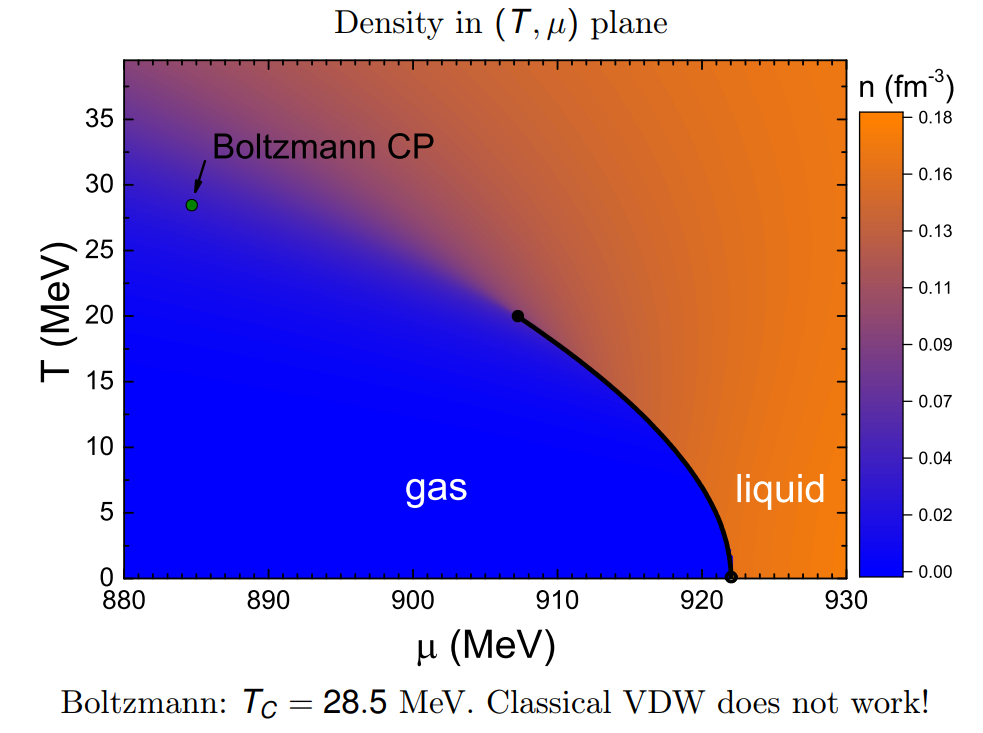 Density in (T, μ) plane
n (fm⁻³)
0.18
0.16
0.13
0.11
0.09
0.07
0.04
0.02
0.00
T (MeV)
35
30
25
20
15
10
5
0
Boltzmann CP
gas
liquid
880 890 900 910 920 930
μ (MeV)
Boltzmann: T_C = 28.5 MeV. Classical VDW does not work!